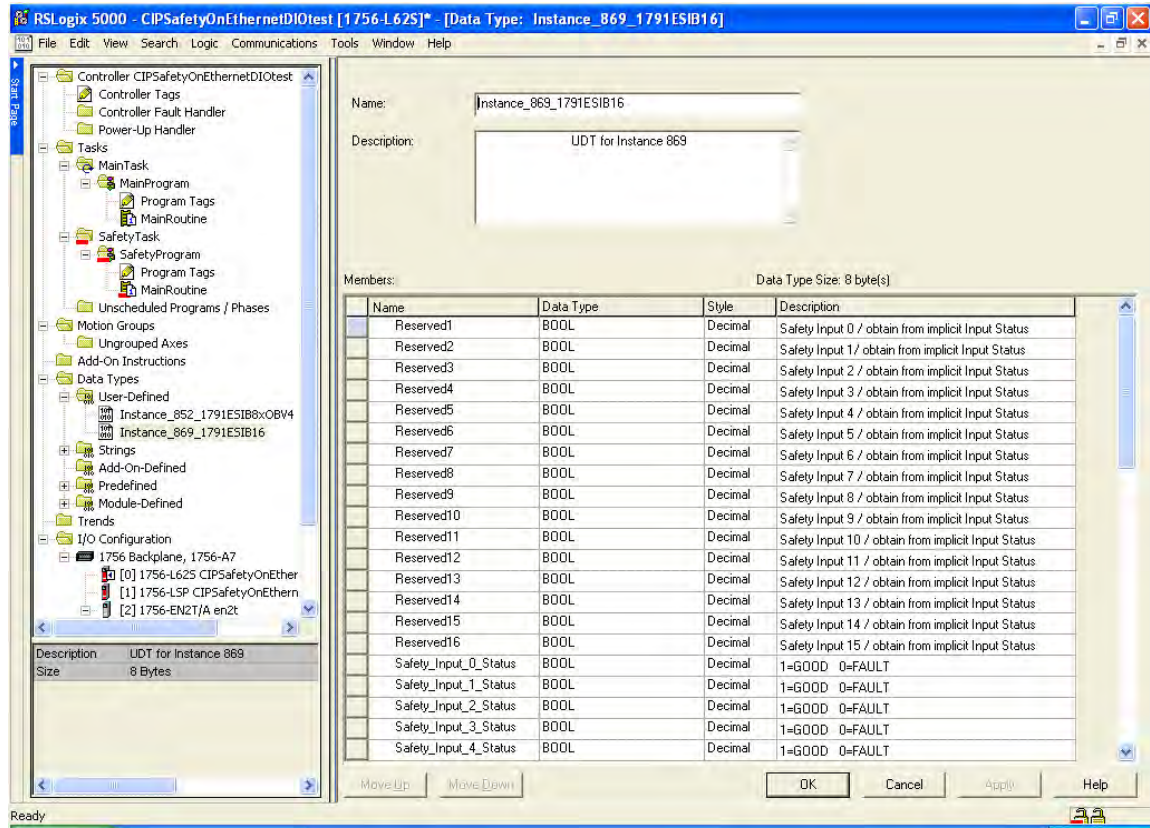 RSLogix 5000 - CIPSafetyOnEthernetDIOtest [1756-L62S]* - [Data Type: Instance_869_1791ESIB16]
File Edit View Search Logic Communications Tools Window Help
Start Page
Controller CIPSafetyOnEthernetDIOtest
Controller Tags
Controller Fault Handler
Power-Up Handler
Tasks
MainTask
MainProgram
Program Tags
MainRoutine
SafetyTask
SafetyProgram
Program Tags
MainRoutine
Unscheduled Programs / Phases
Motion Groups
Ungrouped Axes
Add-On Instructions
Data Types
User-Defined
Instance_852_1791ESIB8xOBV4
Instance_869_1791ESIB16
Strings
Add-On-Defined
Predefined
Module-Defined
Trends
I/O Configuration
1756 Backplane, 1756-A7
[0] 1756-L62S CIPSafetyOnEther
[1] 1756-LSP CIPSafetyOnEthern
[2] 1756-EN2T/A en2t
Description UDT for Instance 869
Size 8 Bytes
Name: Instance_869_1791ESIB16
Description: UDT for Instance 869
Members: Data Type Size: 8 byte(s)
Name Data Type Style Description
Reserved1 BOOL Decimal Safety Input 0 / obtain from implicit Input Status
Reserved2 BOOL Decimal Safety Input 1/ obtain from implicit Input Status
Reserved3 BOOL Decimal Safety Input 2 / obtain from implicit Input Status
Reserved4 BOOL Decimal Safety Input 3 / obtain from implicit Input Status
Reserved5 BOOL Decimal Safety Input 4 / obtain from implicit Input Status
Reserved6 BOOL Decimal Safety Input 5 / obtain from implicit Input Status
Reserved7 BOOL Decimal Safety Input 6 / obtain from implicit Input Status
Reserved8 BOOL Decimal Safety Input 7 / obtain from implicit Input Status
Reserved9 BOOL Decimal Safety Input 8 / obtain from implicit Input Status
Reserved10 BOOL Decimal Safety Input 9 / obtain from implicit Input Status
Reserved11 BOOL Decimal Safety Input 10 / obtain from implicit Input Status
Reserved12 BOOL Decimal Safety Input 11 / obtain from implicit Input Status
Reserved13 BOOL Decimal Safety Input 12 / obtain from implicit Input Status
Reserved14 BOOL Decimal Safety Input 13 / obtain from implicit Input Status
Reserved15 BOOL Decimal Safety Input 14 / obtain from implicit Input Status
Reserved16 BOOL Decimal Safety Input 15 / obtain from implicit Input Status
Safety_Input_0_Status BOOL Decimal 1=GOOD 0=FAULT
Safety_Input_1_Status BOOL Decimal 1=GOOD 0=FAULT
Safety_Input_2_Status BOOL Decimal 1=GOOD 0=FAULT
Safety_Input_3_Status BOOL Decimal 1=GOOD 0=FAULT
Safety_Input_4_Status BOOL Decimal 1=GOOD 0=FAULT
Move Up Move Down OK Cancel Apply Help
Ready